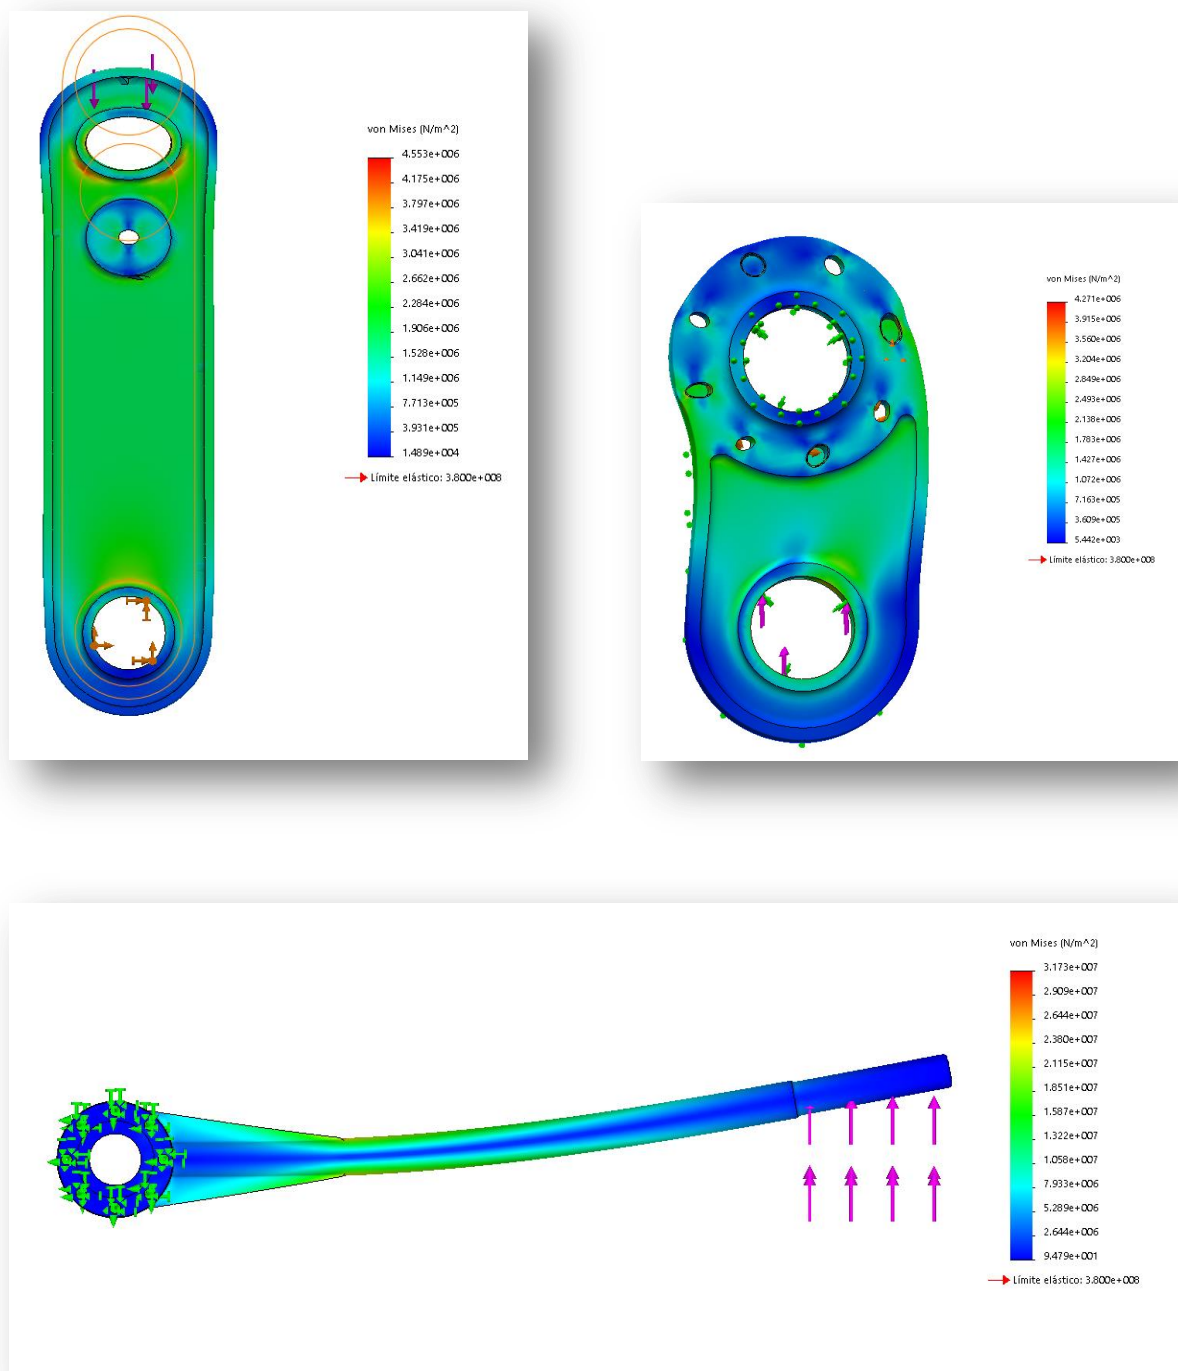 von Mises (N/m^2)
4.553e+006
4.175e+006
3.797e+006
3.419e+006
3.041e+006
2.662e+006
2.284e+006
1.906e+006
1.528e+006
1.149e+006
7.713e+005
3.931e+005
1.489e+004
Límite elástico: 3.800e+008
von Mises (N/m^2)
4.271e+006
3.915e+006
3.560e+006
3.204e+006
2.849e+006
2.493e+006
2.138e+006
1.783e+006
1.427e+006
1.072e+006
7.163e+005
3.609e+005
5.442e+003
Límite elástico: 3.800e+008
von Mises (N/m^2)
3.173e+007
2.909e+007
2.644e+007
2.380e+007
2.115e+007
1.851e+007
1.587e+007
1.322e+007
1.058e+007
7.933e+006
5.289e+006
2.644e+006
9.479e+001
Límite elástico: 3.800e+008